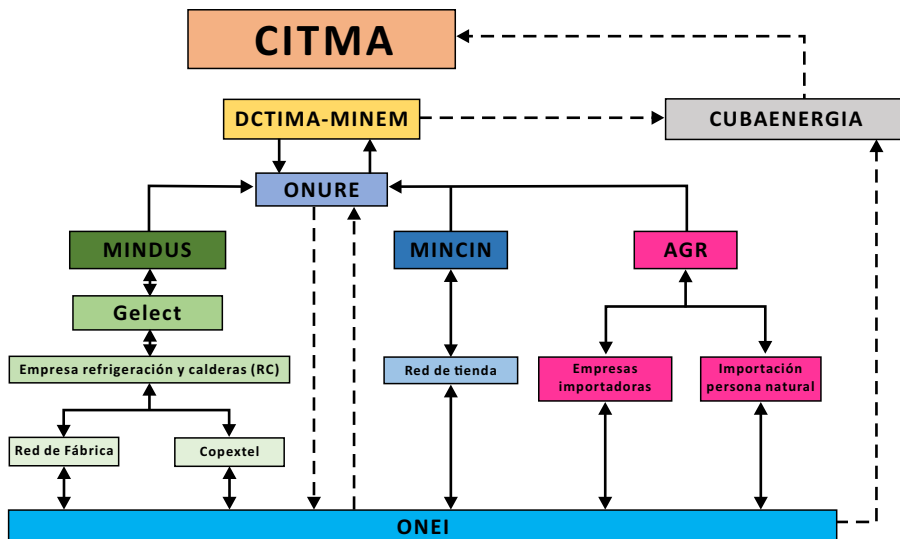 CITMA
DCTIMA-MINEM
CUBAENERGIA
ONURE
MINDUS
MINCIN
AGR
Gelect
Empresa refrigeración y calderas (RC)
Red de tienda
Empresas
importadoras
Importación
persona natural
Red de Fábrica
Copextel
ONEI